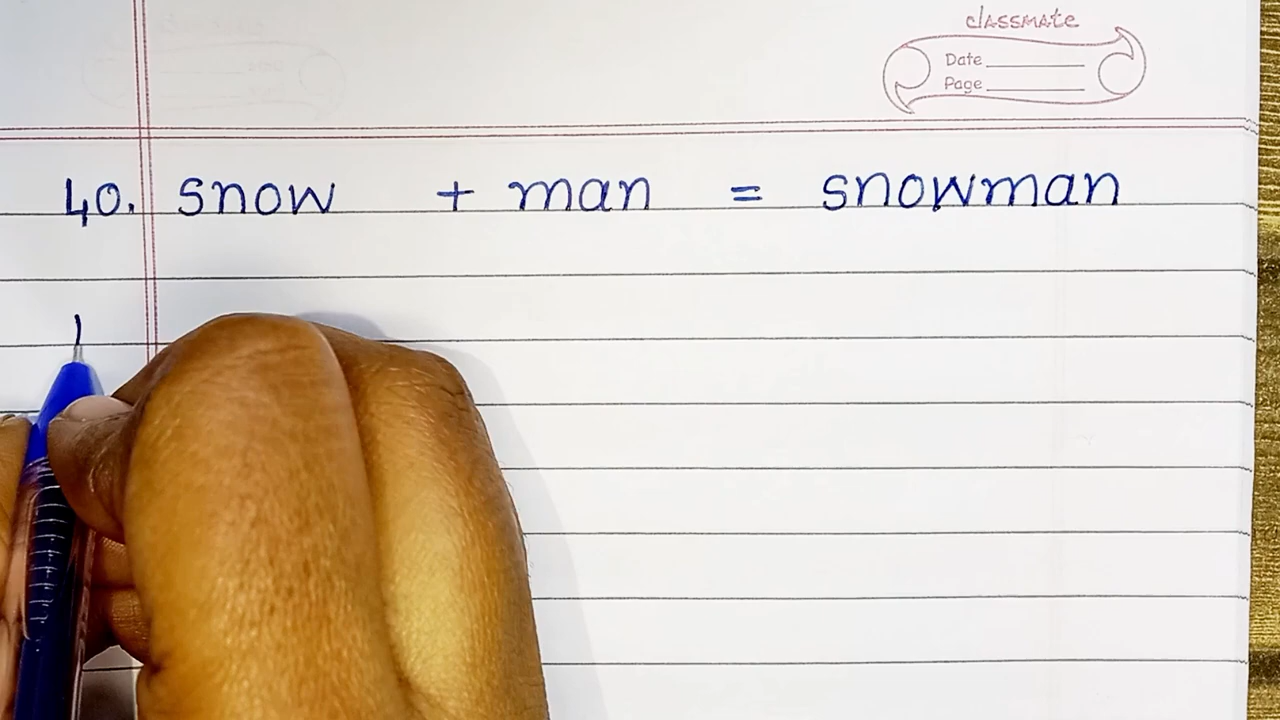 classmate
Date
Page
40. snow + man = snowman